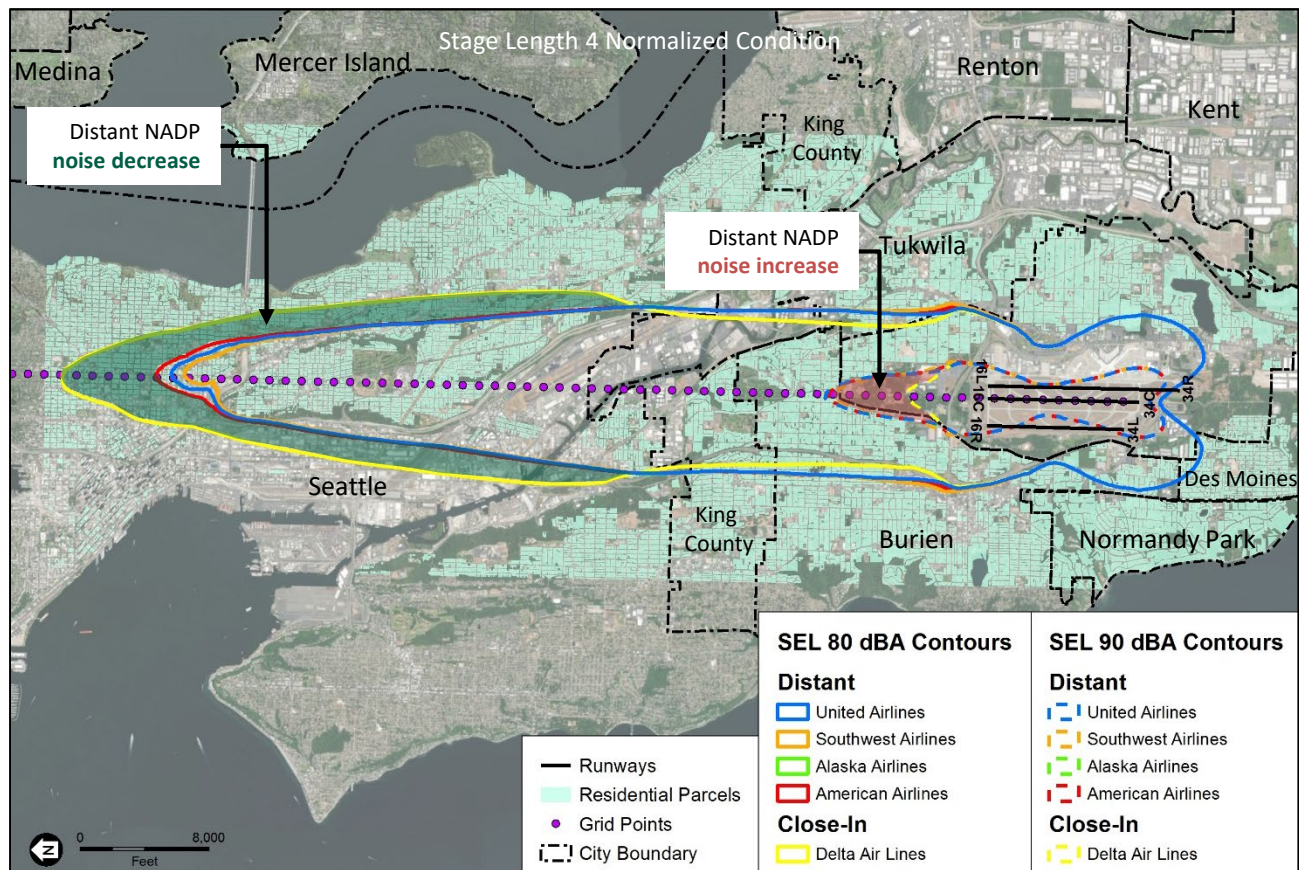 Stage Length 4 Normalized Condition
Medina
Mercer Island
Renton
Kent
Distant NADP
noise decrease
King
County
Distant NADP
noise increase
Tukwila
16L
16C
16R
34R
34C
34L
Seattle
King
County
Burien
Des Moines
Normandy Park
N
0
8,000
Feet
Runways
Residential Parcels
Grid Points
City Boundary
SEL 80 dBA Contours
Distant
United Airlines
Southwest Airlines
Alaska Airlines
American Airlines
Close-In
Delta Air Lines
SEL 90 dBA Contours
Distant
United Airlines
Southwest Airlines
Alaska Airlines
American Airlines
Close-In
Delta Air Lines